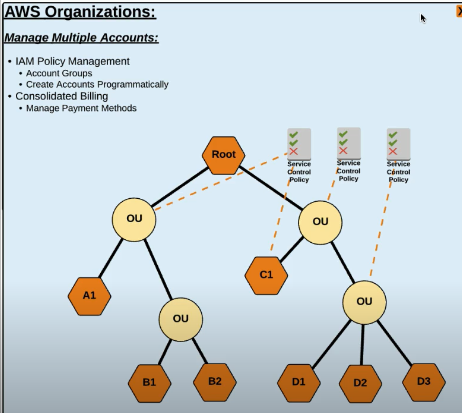 AWS Organizations:
Manage Multiple Accounts:
• IAM Policy Management
• Account Groups
• Create Accounts Programmatically
• Consolidated Billing
• Manage Payment Methods
Root
Service
Control
Policy
Service
Control
Policy
Service
Control
Policy
OU
OU
C1
A1
OU
OU
B1
B2
D1
D2
D3